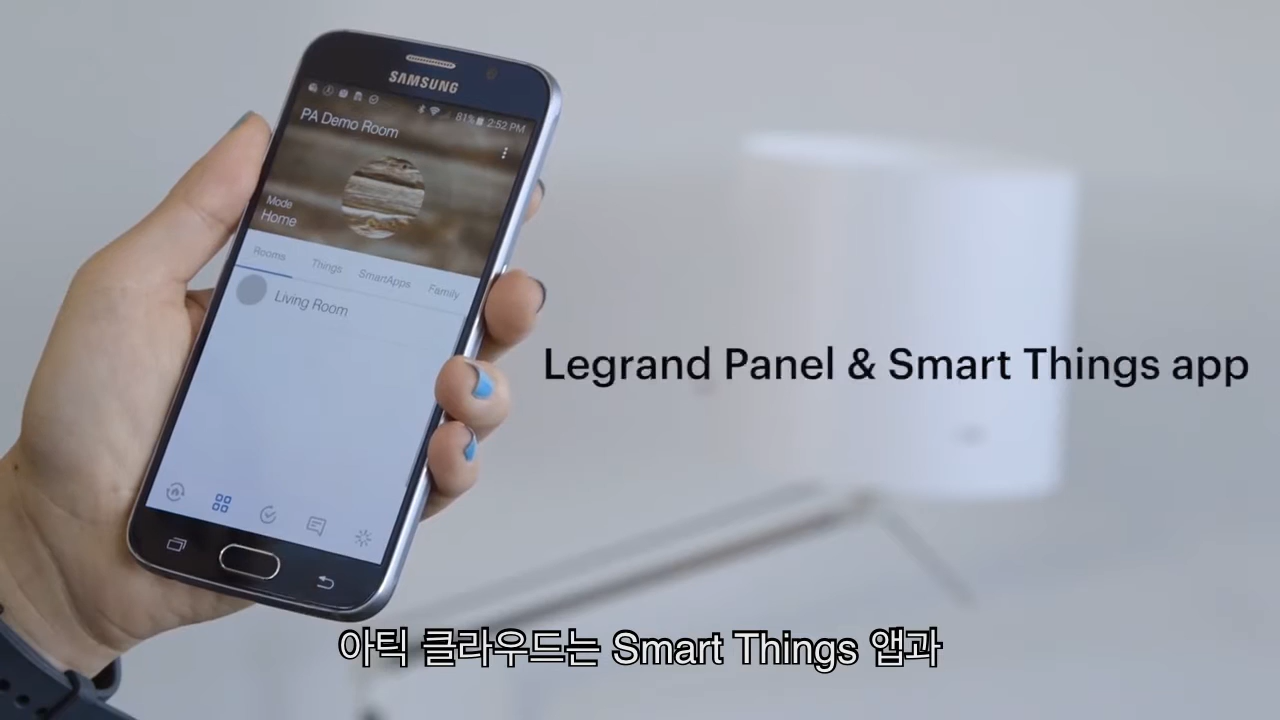 SAMSUNG
81% 2:52 PM
PA Demo Room
Mode
Home
Rooms Things SmartApps Family
Living Room
Legrand Panel & Smart Things app
아틱 클라우드는 Smart Things 앱과